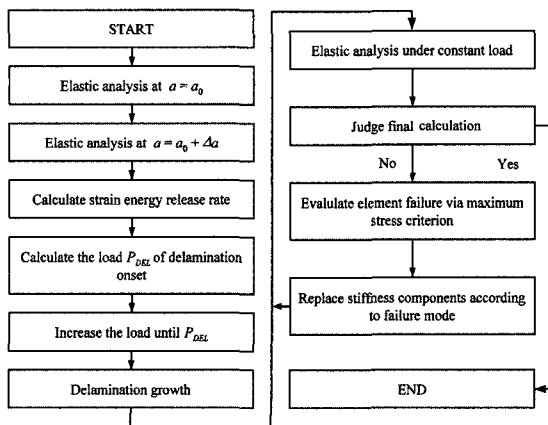 START
Elastic analysis at a = a0
Elastic analysis at a = a0 + Δa
Calculate strain energy release rate
Calculate the load PDEL of delamination
onset
Increase the load until PDEL
Delamination growth
Elastic analysis under constant load
Judge final calculation
No Yes
Evalulate element failure via maximum
stress criterion
Replace stiffness components according
to failure mode
END